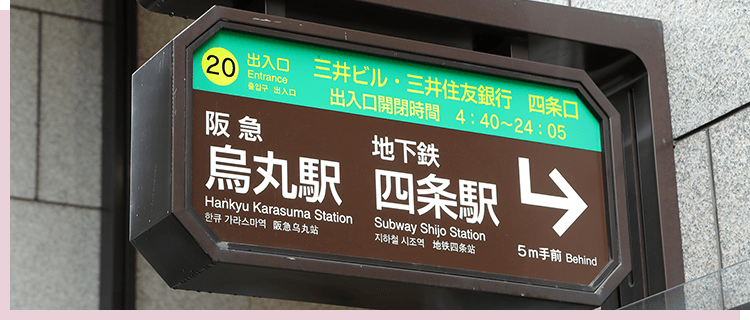 20
出入口
Entrance
출입구 出入口
三井ビル・三井住友銀行 四条口
出入口開閉時間 4:40～24:05
阪急
烏丸駅
Hankyu Karasuma Station
한큐 가라스마역 阪急乌丸站
地下鉄
四条駅
Subway Shijo Station
지하철 시조역 地铁四条站
5m手前 Behind